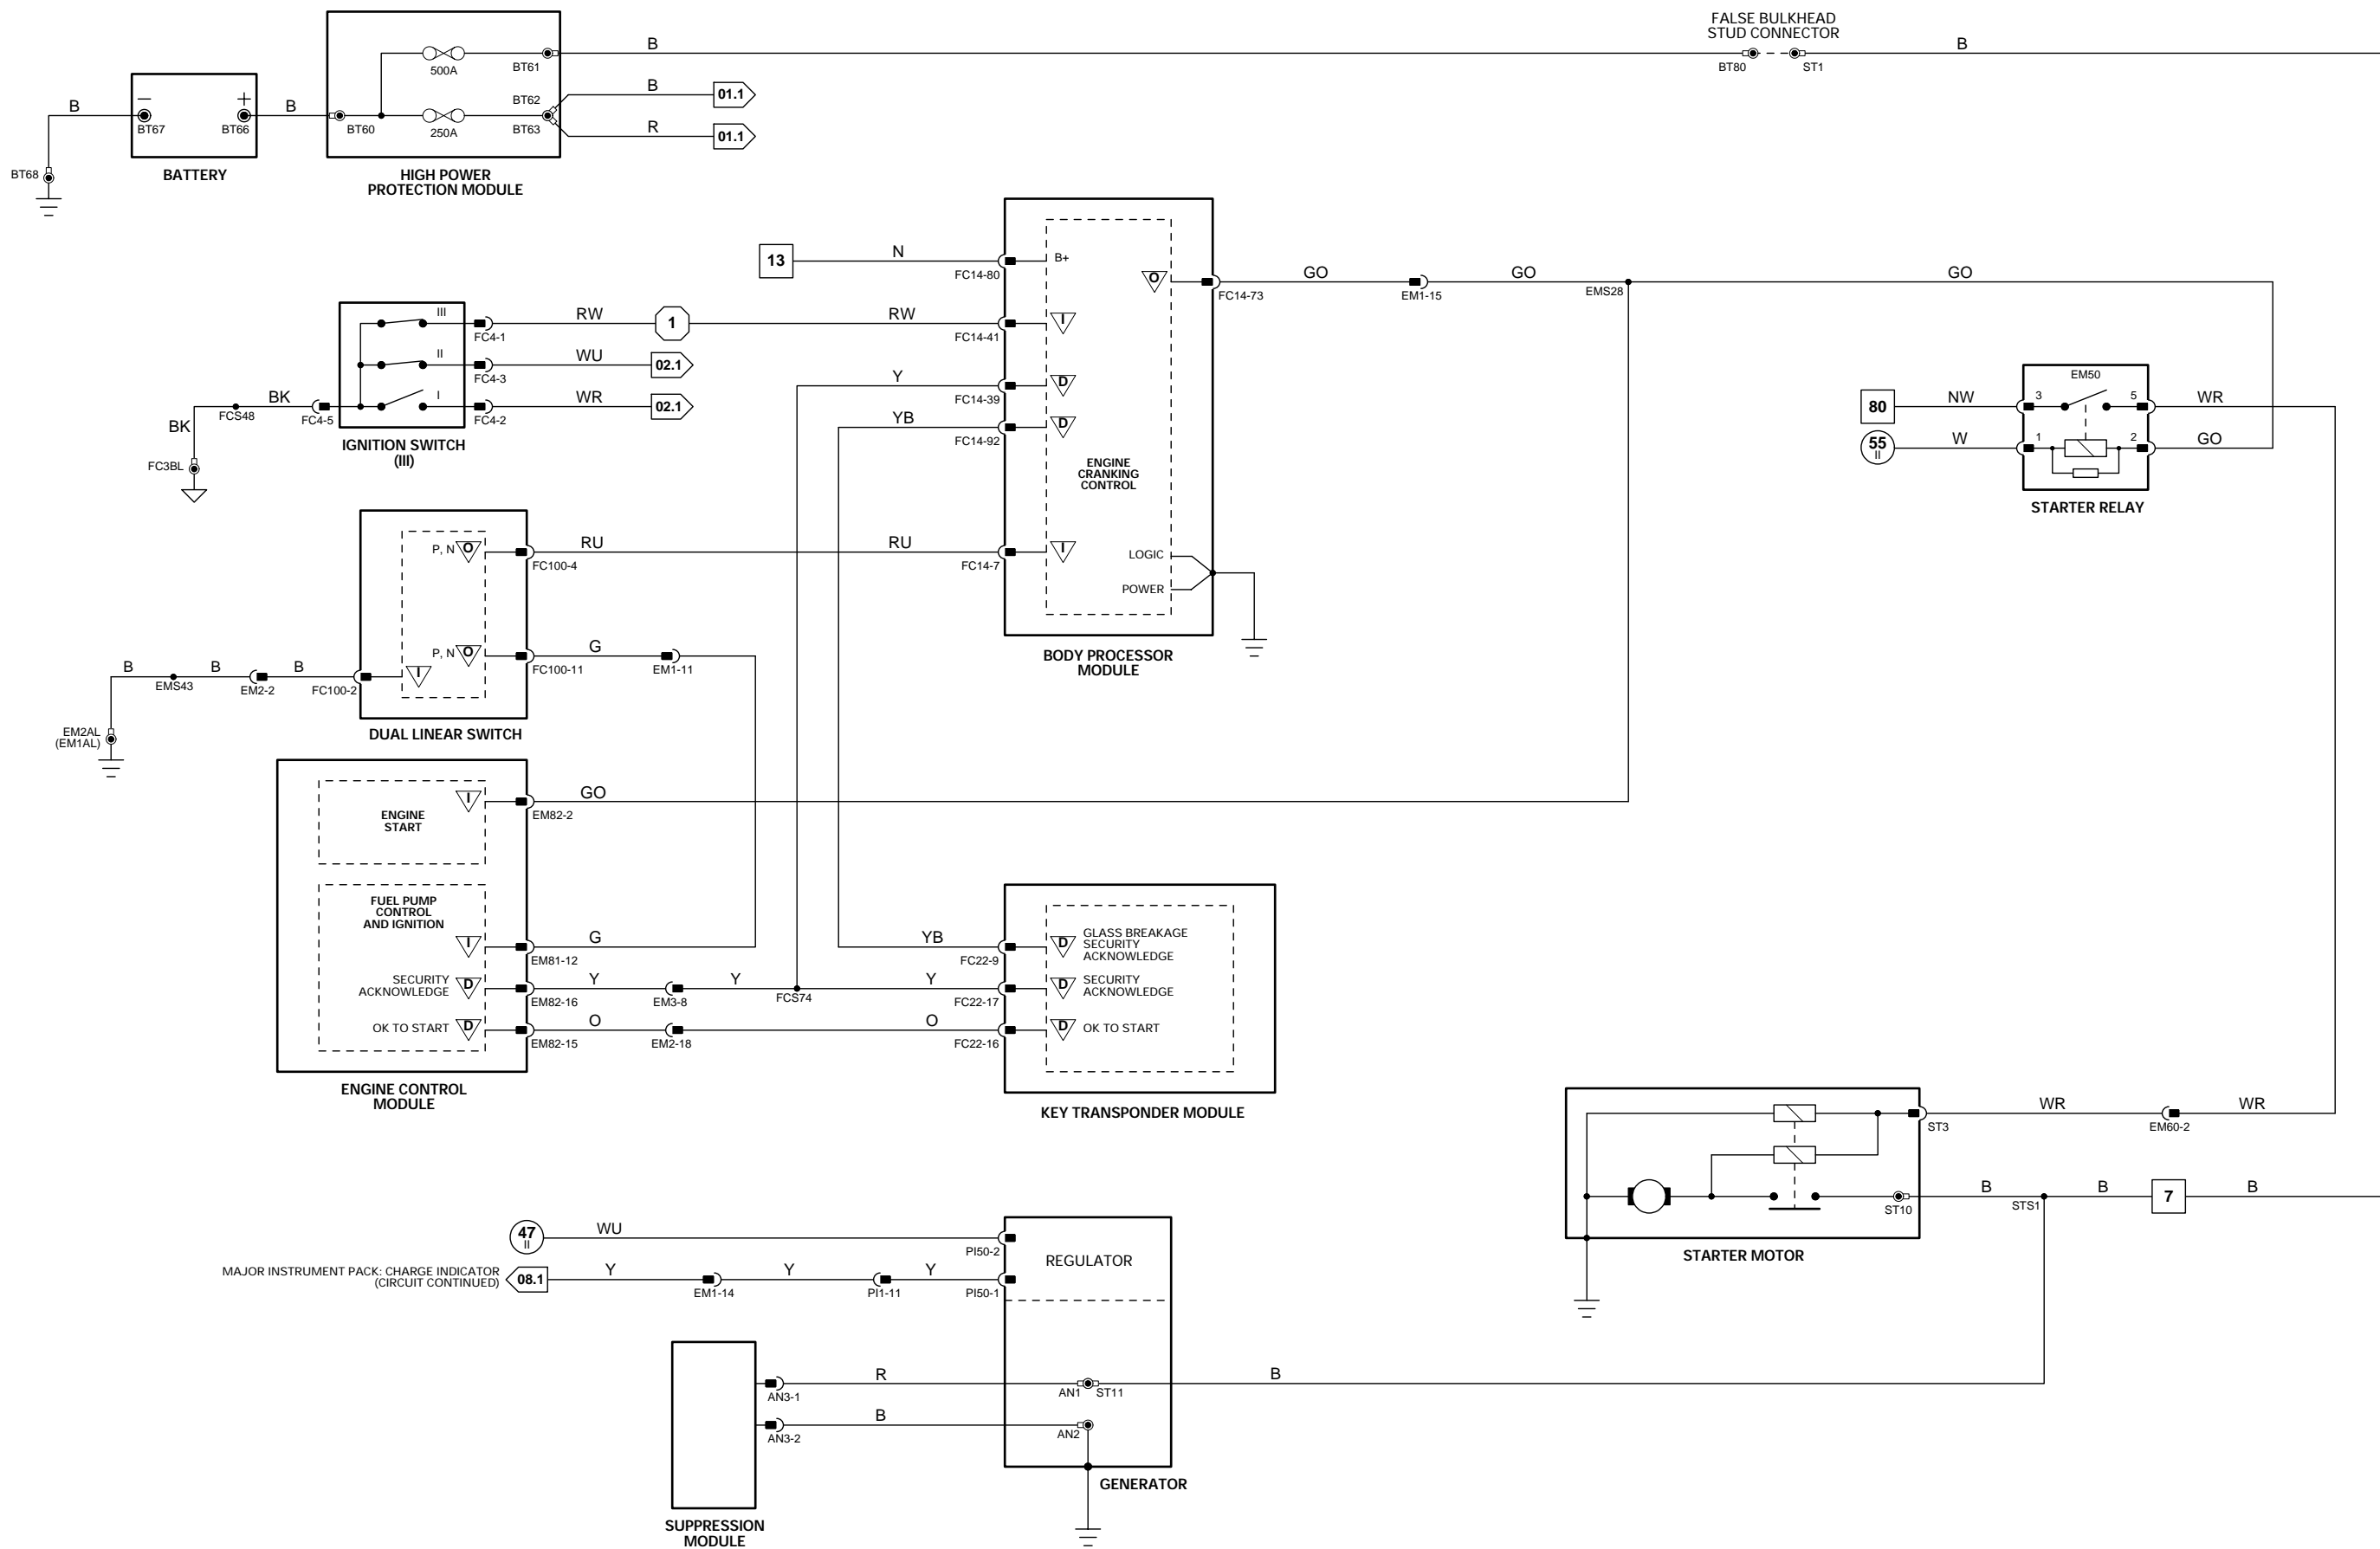 FALSE BULKHEAD
STUD CONNECTOR
B
BT80
ST1
B
500A
BT61
B
BT62
B
01.1
B
BT67
BT66
B
BT60
250A
BT63
R
01.1
BT68
BATTERY
HIGH POWER
PROTECTION MODULE
13
N
FC14-80
B+
O
FC14-73
GO
EM1-15
GO
EMS28
GO
III
FC4-1
RW
1
RW
FC14-41
I
II
FC4-3
WU
02.1
Y
FC14-39
D
I
FC4-2
WR
02.1
YB
FC14-92
D
BK
FCS48
BK
FC4-5
FC3BL
IGNITION SWITCH
(III)
ENGINE
CRANKING
CONTROL
EM50
80
NW
3
5
WR
55
II
W
1
2
GO
STARTER RELAY
P, N
O
FC100-4
RU
RU
FC14-7
I
LOGIC
POWER
P, N
O
FC100-11
G
EM1-11
BODY PROCESSOR
MODULE
B
EMS43
B
EM2-2
B
FC100-2
I
EM2AL
(EM1AL)
DUAL LINEAR SWITCH
ENGINE
START
I
EM82-2
GO
FUEL PUMP
CONTROL
AND IGNITION
I
EM81-12
G
YB
FC22-9
D
GLASS BREAKAGE
SECURITY
ACKNOWLEDGE
SECURITY
ACKNOWLEDGE
D
EM82-16
Y
EM3-8
Y
FCS74
Y
FC22-17
D
SECURITY
ACKNOWLEDGE
OK TO START
D
EM82-15
O
EM2-18
O
FC22-16
D
OK TO START
ENGINE CONTROL
MODULE
KEY TRANSPONDER MODULE
ST3
WR
EM60-2
WR
ST10
B
STS1
B
7
B
STARTER MOTOR
47
II
WU
PI50-2
REGULATOR
MAJOR INSTRUMENT PACK: CHARGE INDICATOR
(CIRCUIT CONTINUED)
08.1
Y
EM1-14
Y
PI1-11
Y
PI50-1
AN3-1
R
AN1
ST11
B
AN3-2
B
AN2
GENERATOR
SUPPRESSION
MODULE